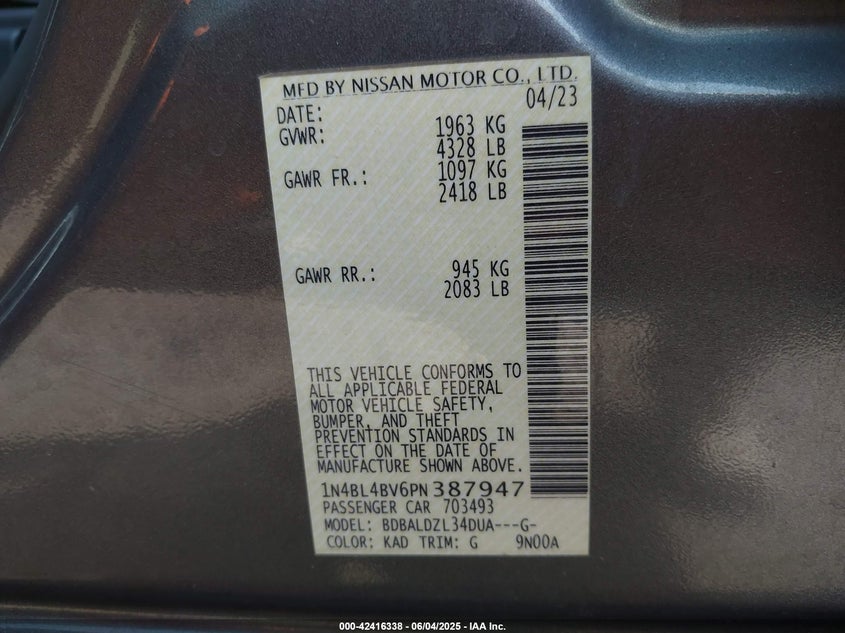 MFD BY NISSAN MOTOR CO., LTD.
DATE: 04/23
GVWR: 1963 KG
4328 LB
GAWR FR.: 1097 KG
2418 LB
GAWR RR.: 945 KG
2083 LB
THIS VEHICLE CONFORMS TO
ALL APPLICABLE FEDERAL
MOTOR VEHICLE SAFETY,
BUMPER, AND THEFT
PREVENTION STANDARDS IN
EFFECT ON THE DATE OF
MANUFACTURE SHOWN ABOVE.
1N4BL4BV6PN387947
PASSENGER CAR 703493
MODEL: BDBALDZL34DUA---G-
COLOR: KAD TRIM: G 9N00A
000-42416338 - 06/04/2025 - IAA Inc.